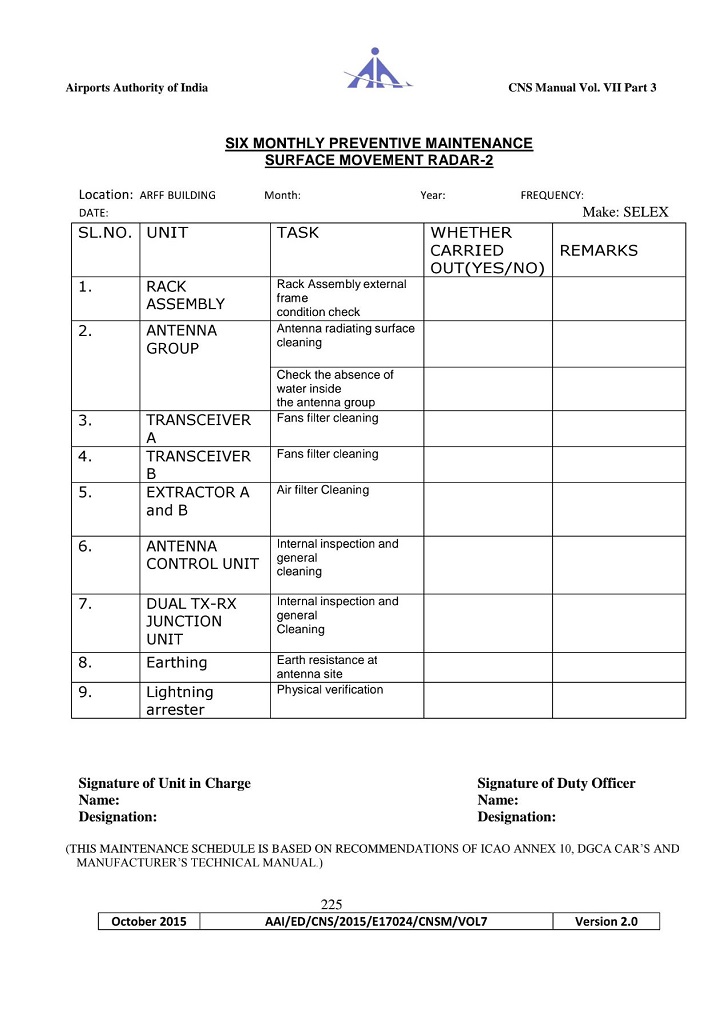 Airports Authority of India CNS Manual Vol. VII Part 3
SIX MONTHLY PREVENTIVE MAINTENANCE
SURFACE MOVEMENT RADAR-2
Location: ARFF BUILDING Month: Year: FREQUENCY:
DATE: Make: SELEX
SL.NO. UNIT TASK WHETHER CARRIED OUT(YES/NO) REMARKS
1. RACK ASSEMBLY Rack Assembly external frame condition check
2. ANTENNA GROUP Antenna radiating surface cleaning
Check the absence of water inside the antenna group
3. TRANSCEIVER A Fans filter cleaning
4. TRANSCEIVER B Fans filter cleaning
5. EXTRACTOR A and B Air filter Cleaning
6. ANTENNA CONTROL UNIT Internal inspection and general cleaning
7. DUAL TX-RX JUNCTION UNIT Internal inspection and general Cleaning
8. Earthing Earth resistance at antenna site
9. Lightning arrester Physical verification
Signature of Unit in Charge Signature of Duty Officer
Name: Name:
Designation: Designation:
(THIS MAINTENANCE SCHEDULE IS BASED ON RECOMMENDATIONS OF ICAO ANNEX 10, DGCA CAR'S AND
MANUFACTURER'S TECHNICAL MANUAL.)
225
October 2015 AAI/ED/CNS/2015/E17024/CNSM/VOL7 Version 2.0